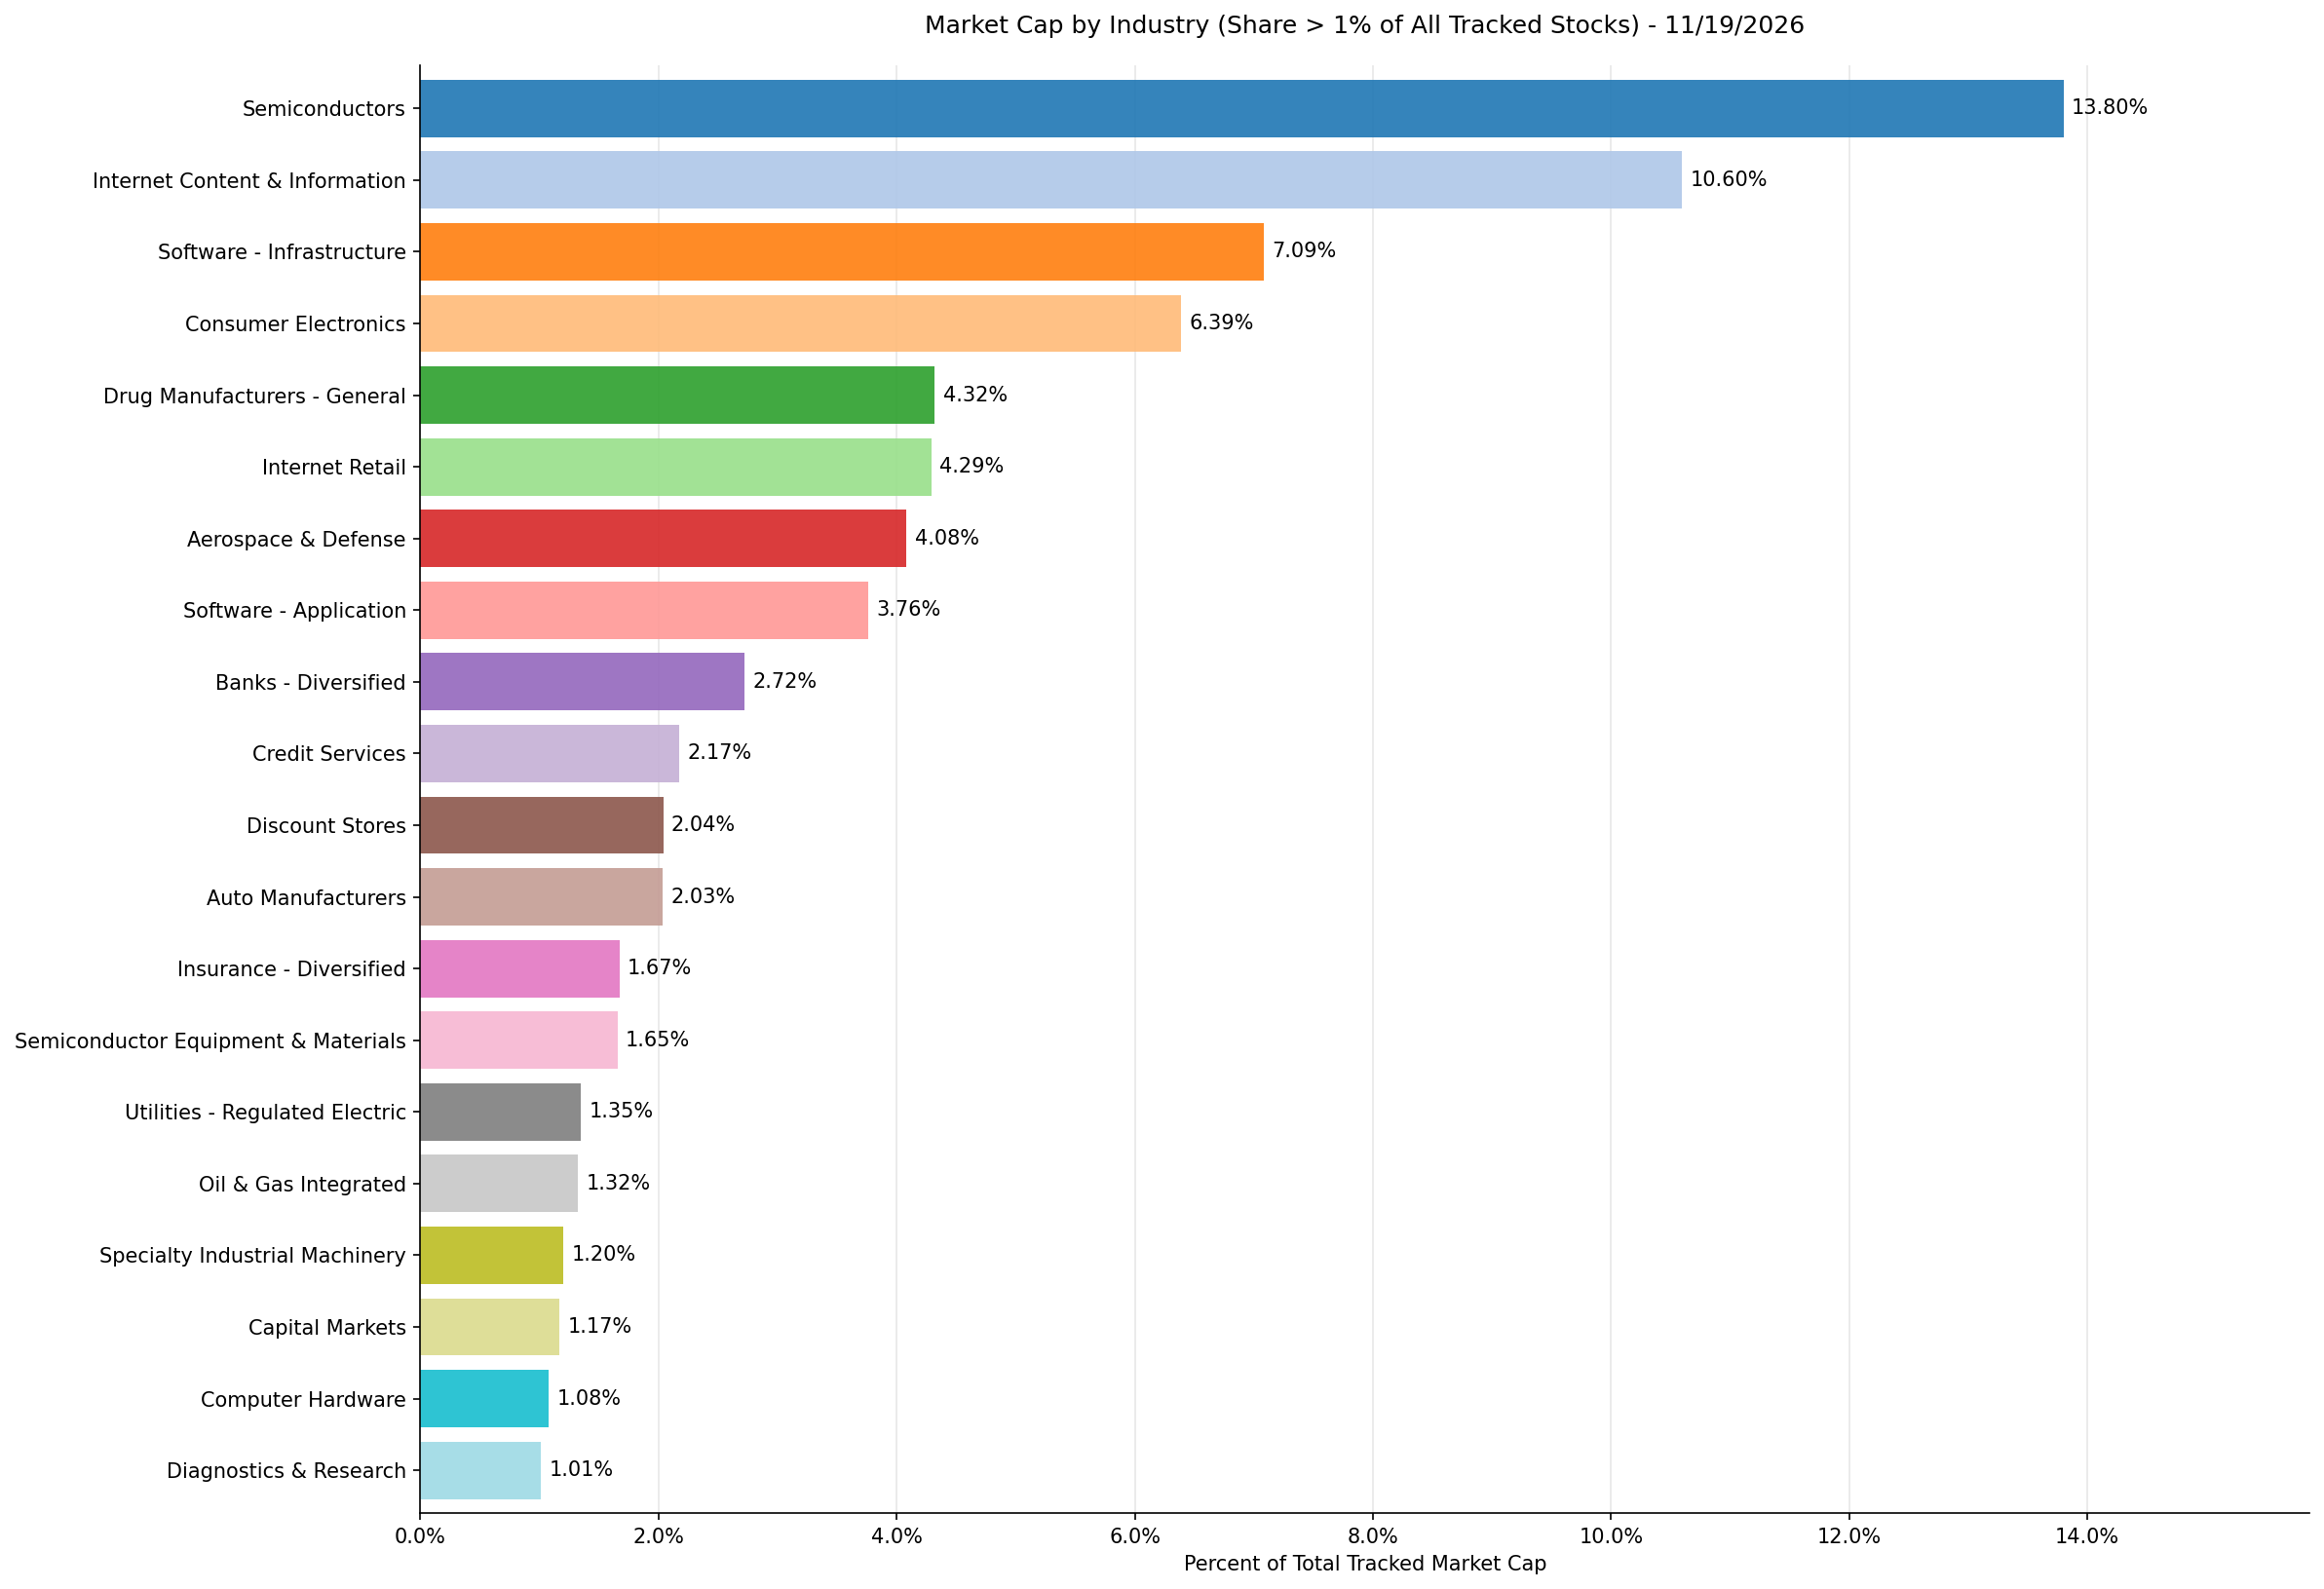 Market Cap by Industry (Share > 1% of All Tracked Stocks) - 11/19/2026
Semiconductors 13.80%
Internet Content & Information 10.60%
Software - Infrastructure 7.09%
Consumer Electronics 6.39%
Drug Manufacturers - General 4.32%
Internet Retail 4.29%
Aerospace & Defense 4.08%
Software - Application 3.76%
Banks - Diversified 2.72%
Credit Services 2.17%
Discount Stores 2.04%
Auto Manufacturers 2.03%
Insurance - Diversified 1.67%
Semiconductor Equipment & Materials 1.65%
Utilities - Regulated Electric 1.35%
Oil & Gas Integrated 1.32%
Specialty Industrial Machinery 1.20%
Capital Markets 1.17%
Computer Hardware 1.08%
Diagnostics & Research 1.01%
0.0% 2.0% 4.0% 6.0% 8.0% 10.0% 12.0% 14.0%
Percent of Total Tracked Market Cap